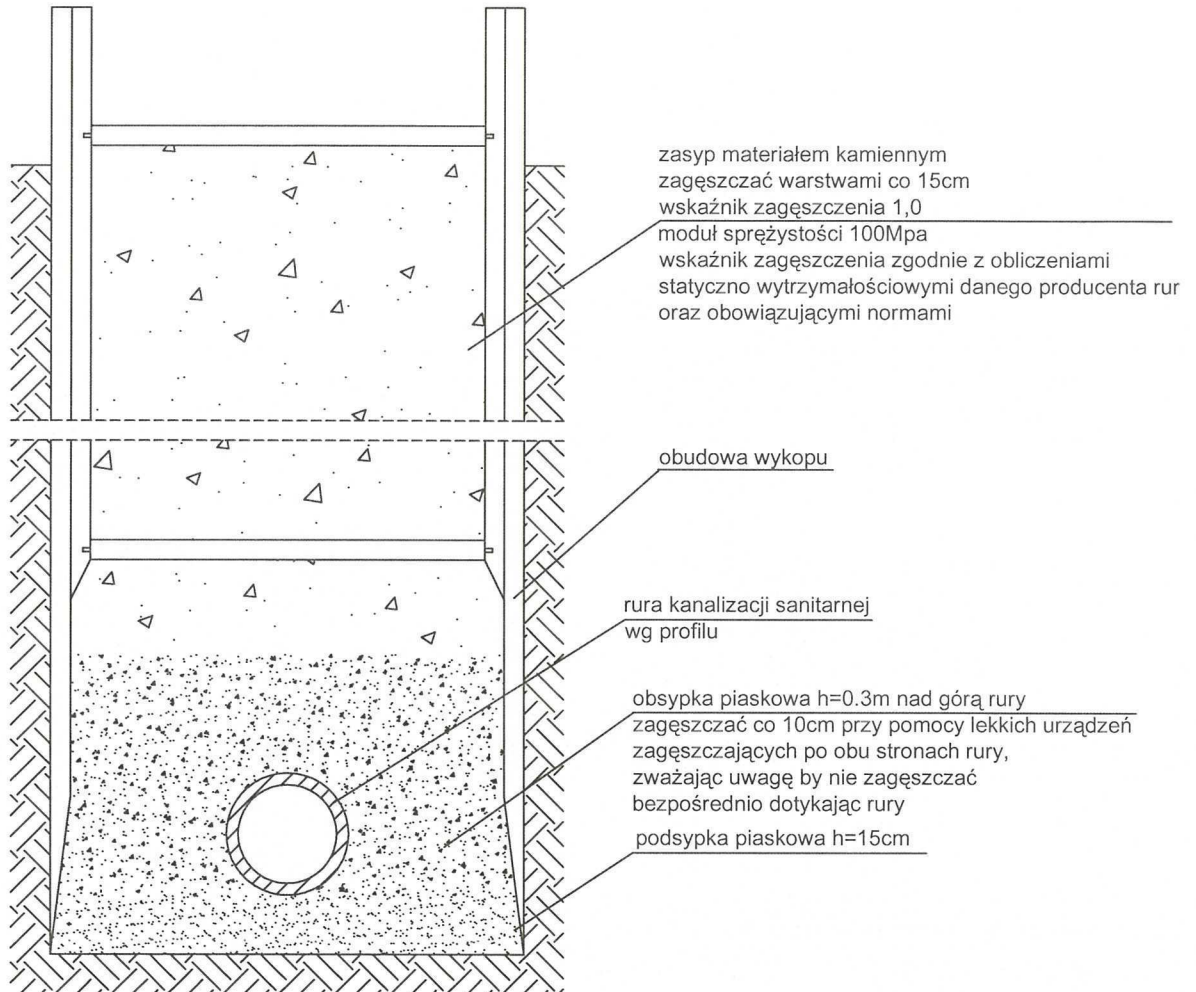 zasyp materiałem kamiennym
zagęszczać warstwami co 15cm
wskaźnik zagęszczenia 1,0
moduł sprężystości 100Mpa
wskaźnik zagęszczenia zgodnie z obliczeniami
statyczno wytrzymałościowymi danego producenta rur
oraz obowiązującymi normami
obudowa wykopu
rura kanalizacji sanitarnej
wg profilu
obsypka piaskowa h=0.3m nad górą rury
zagęszczać co 10cm przy pomocy lekkich urządzeń
zagęszczających po obu stronach rury,
zważając uwagę by nie zagęszczać
bezpośrednio dotykając rury
podsypka piaskowa h=15cm